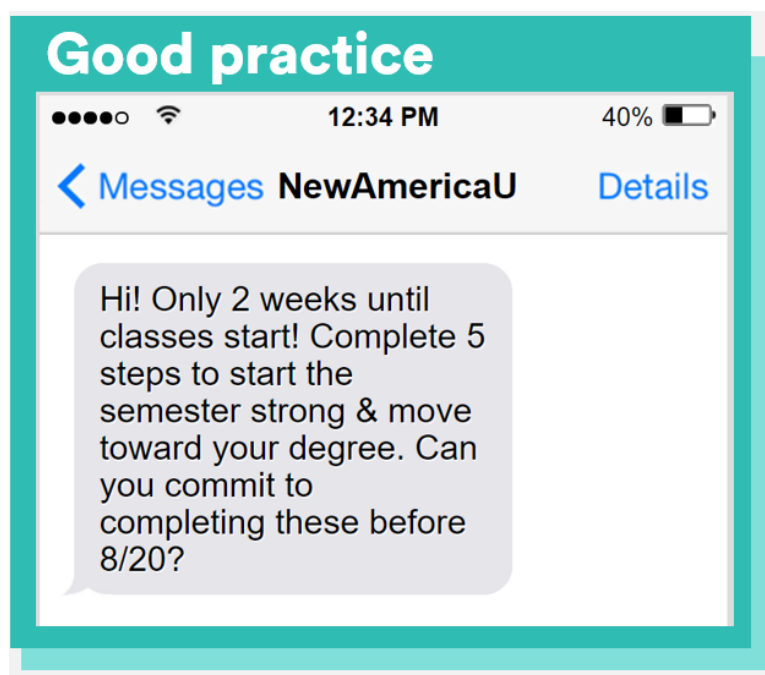 Good practice
12:34 PM 40%
Messages NewAmericaU Details
Hi! Only 2 weeks until
classes start! Complete 5
steps to start the
semester strong & move
toward your degree. Can
you commit to
completing these before
8/20?